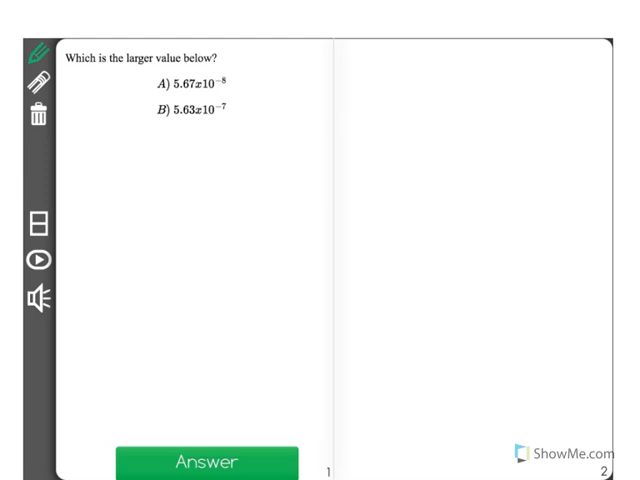 Which is the larger value below?
A) 5.67x10⁻⁸
B) 5.63x10⁻⁷
Answer
1
ShowMe.com
2